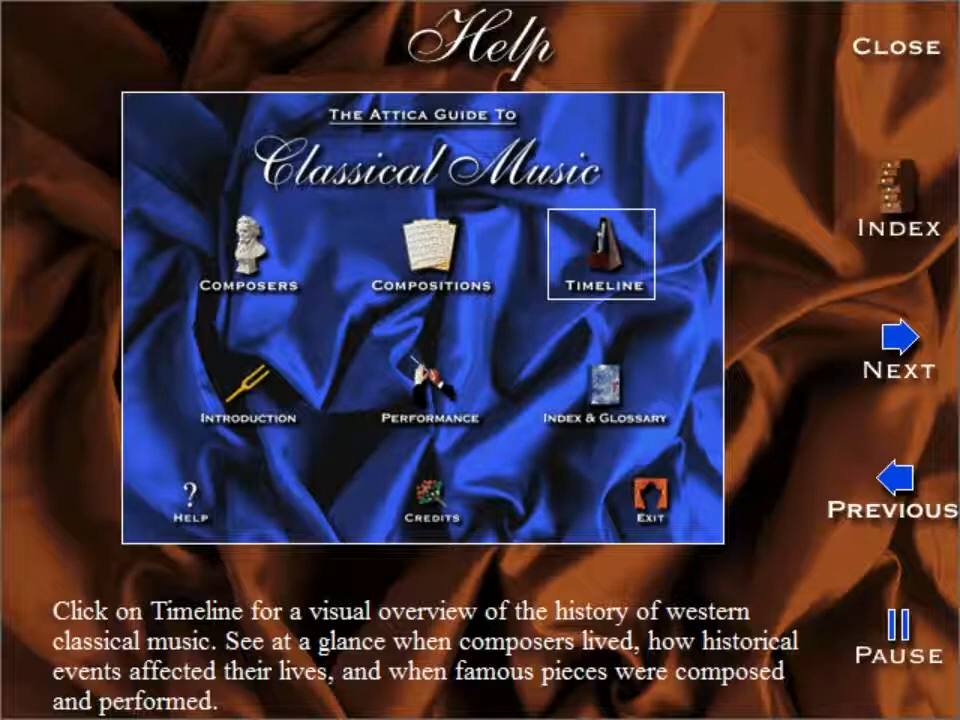 Help
CLOSE
THE ATTICA GUIDE TO
Classical Music
COMPOSERS
COMPOSITIONS
TIMELINE
INDEX
NEXT
INTRODUCTION
PERFORMANCE
INDEX & GLOSSARY
?
HELP
CREDITS
EXIT
PREVIOUS
Click on Timeline for a visual overview of the history of western
classical music. See at a glance when composers lived, how historical
events affected their lives, and when famous pieces were composed
and performed.
PAUSE